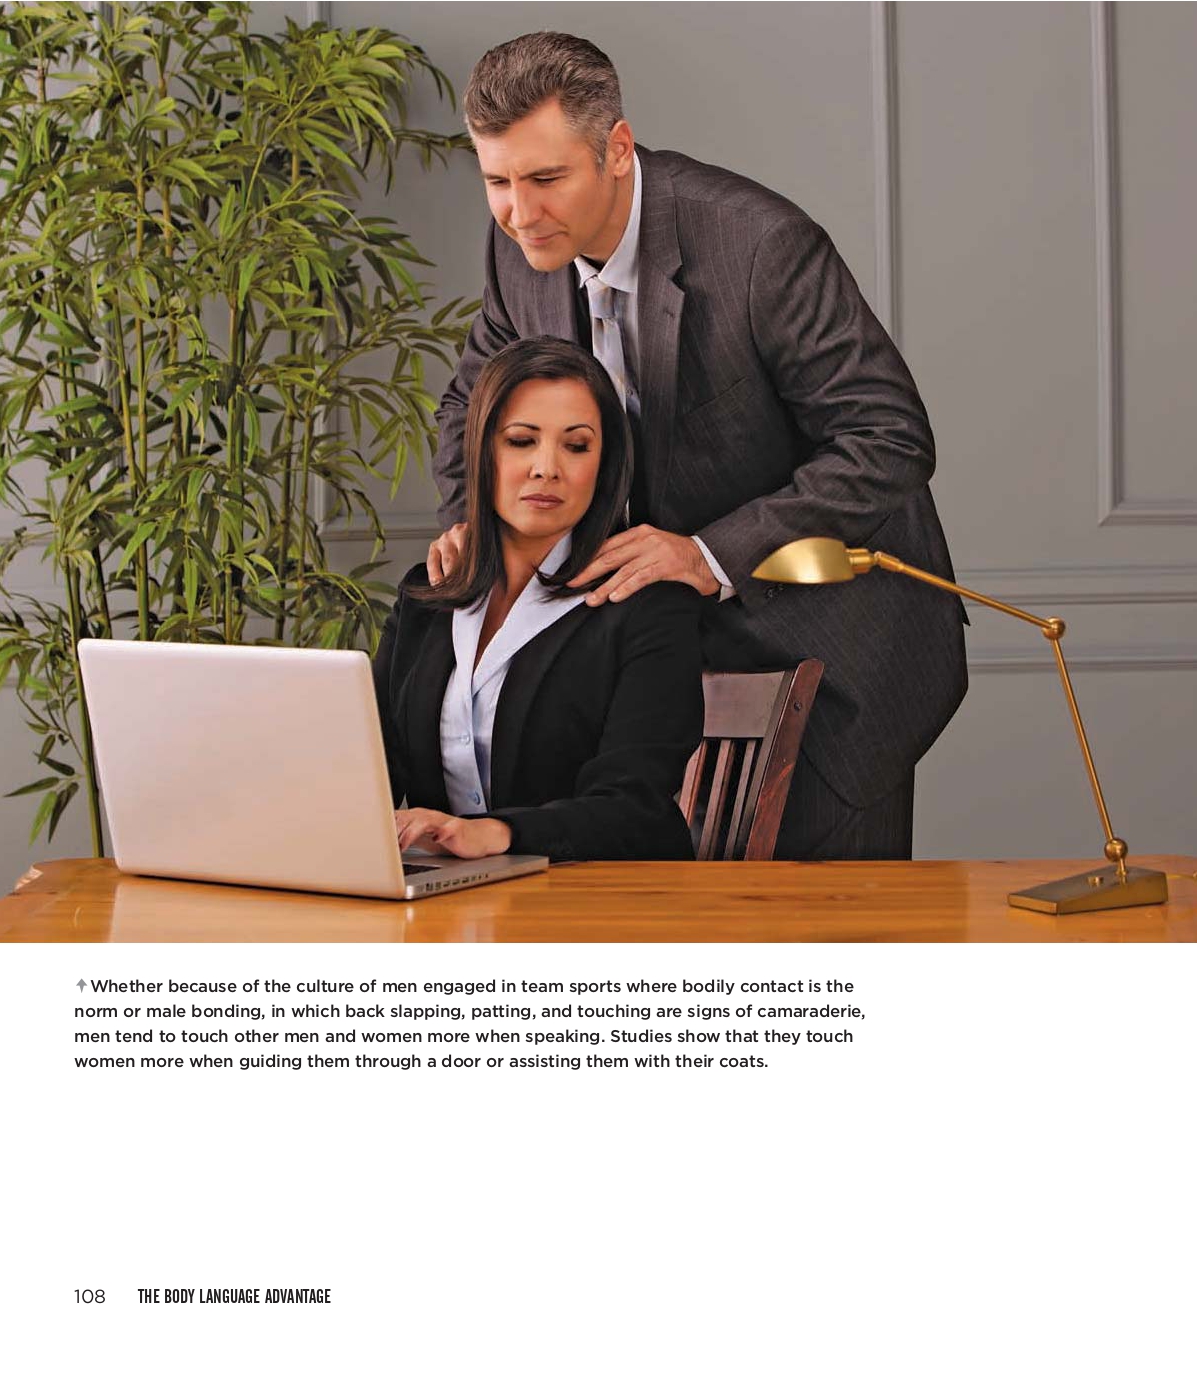 Whether because of the culture of men engaged in team sports where bodily contact is the
norm or male bonding, in which back slapping, patting, and touching are signs of camaraderie,
men tend to touch other men and women more when speaking. Studies show that they touch
women more when guiding them through a door or assisting them with their coats.
108 THE BODY LANGUAGE ADVANTAGE